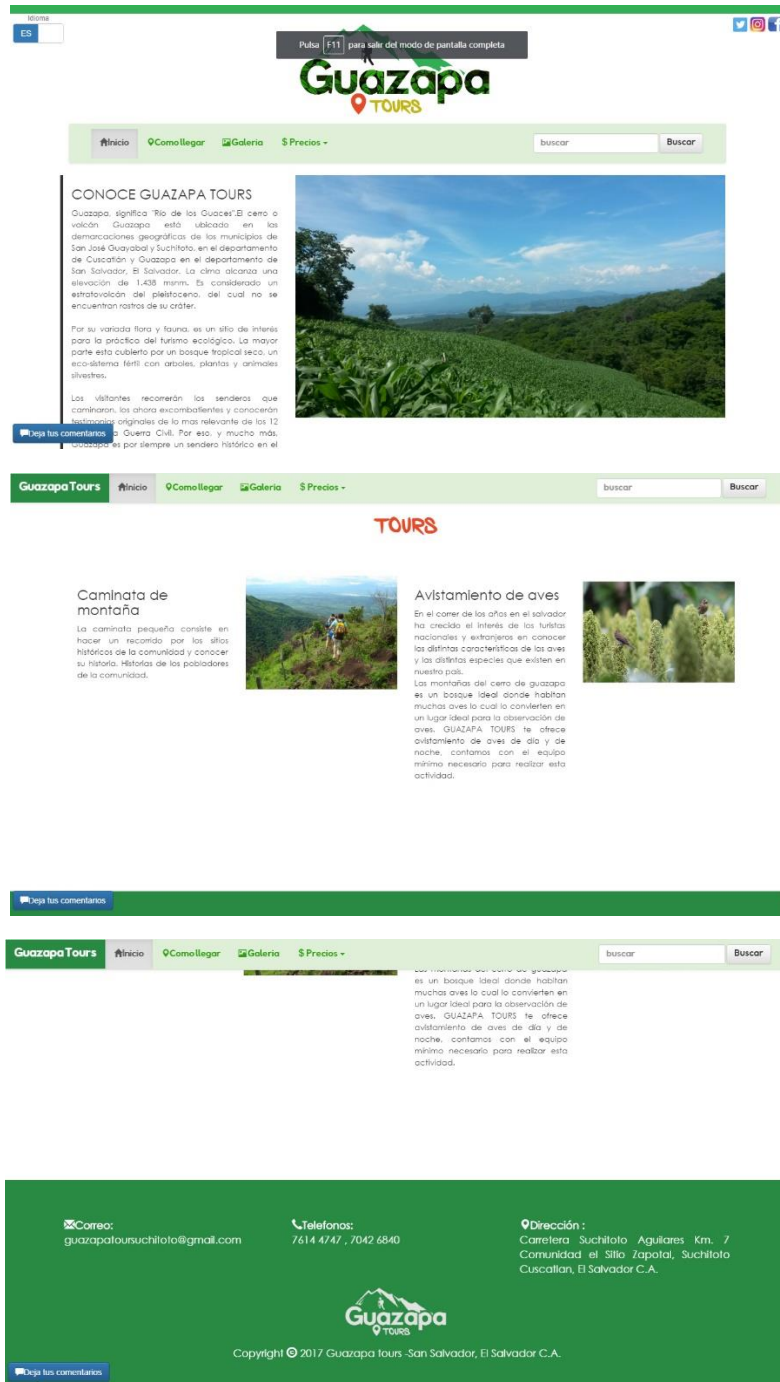 Idioma
ES
Pulsa F11 para salir del modo de pantalla completa
Guazapa
TOURS
Inicio Como llegar Galeria $ Precios buscar Buscar
CONOCE GUAZAPA TOURS
Guazapa, significa "Río de los Guaces".El cerro o
volcán Guazapa está ubicado en las
demarcaciones geográficas de los municipios de
San José Guayabal y Suchitoto, en el departamento
de Cuscatlán y Guazapa en el departamento de
San Salvador, El Salvador. La cima alcanza una
elevación de 1,438 msnm. Es considerado un
estratovolcán del pleistoceno, del cual no se
encuentran rastros de su cráter.
Por su variada flora y fauna, es un sitio de interés
para la práctica del turismo ecológico. La mayor
parte esta cubierto por un bosque tropical seco, un
eco-sistema fértil con arboles, plantas y animales
silvestres.
Los visitantes recorrerán los senderos que
caminaron, los ahora excombatientes y conocerán
testimonios originales de lo mas relevante de los 12
Guerra Civil. Por eso, y mucho más,
Guazapa es por siempre un sendero histórico en el
Deja tus comentarios
Guazapa Tours Inicio Como llegar Galeria $ Precios buscar Buscar
TOURS
Caminata de
montaña
La caminata pequeña consiste en
hacer un recorrido por los sitios
históricos de la comunidad y conocer
su historia. Historias de los pobladores
de la comunidad.
Avistamiento de aves
En el correr de los años en el salvador
ha crecido el interés de los turistas
nacionales y extranjeros en conocer
las distintas características de las aves
y las distintas especies que existen en
nuestro país.
Las montañas del cerro de guazapa
es un bosque ideal donde habitan
muchas aves lo cual lo convierten en
un lugar ideal para la observación de
aves. GUAZAPA TOURS te ofrece
avistamiento de aves de día y de
noche, contamos con el equipo
mínimo necesario para realizar esta
actividad.
Deja tus comentarios
Guazapa Tours Inicio Como llegar Galeria $ Precios buscar Buscar
Las montañas del cerro de guazapa
es un bosque ideal donde habitan
muchas aves lo cual lo convierten en
un lugar ideal para la observación de
aves. GUAZAPA TOURS te ofrece
avistamiento de aves de día y de
noche, contamos con el equipo
mínimo necesario para realizar esta
actividad.
Correo:
guazapatoursuchitoto@gmail.com
Telefonos:
7614 4747 , 7042 6840
Dirección :
Carretera Suchitoto Aguilares Km. 7
Comunidad el Sitio Zapotal, Suchitoto
Cuscatlan, El Salvador C.A.
Guazapa
TOURS
Copyright © 2017 Guazapa tours -San Salvador, El Salvador C.A.
Deja tus comentarios